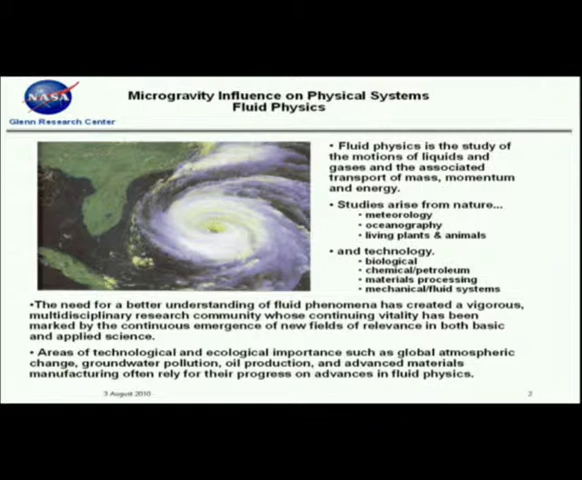 NASA
Glenn Research Center
Microgravity Influence on Physical Systems
Fluid Physics
• Fluid physics is the study of
the motions of liquids and
gases and the associated
transport of mass, momentum
and energy.
• Studies arise from nature...
• meteorology
• oceanography
• living plants & animals
• and technology.
• biological
• chemical/petroleum
• materials processing
• mechanical/fluid systems
•The need for a better understanding of fluid phenomena has created a vigorous,
multidisciplinary research community whose continuing vitality has been
marked by the continuous emergence of new fields of relevance in both basic
and applied science.
• Areas of technological and ecological importance such as global atmospheric
change, groundwater pollution, oil production, and advanced materials
manufacturing often rely for their progress on advances in fluid physics.
3 August 2010
2